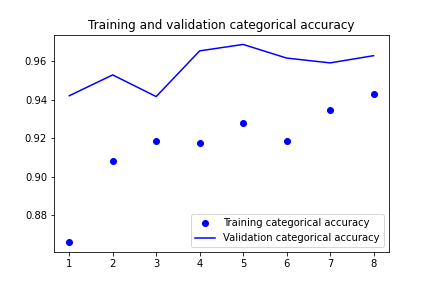 Training and validation categorical accuracy
0.96
0.94
0.92
0.90
0.88
Training categorical accuracy
Validation categorical accuracy
1 2 3 4 5 6 7 8